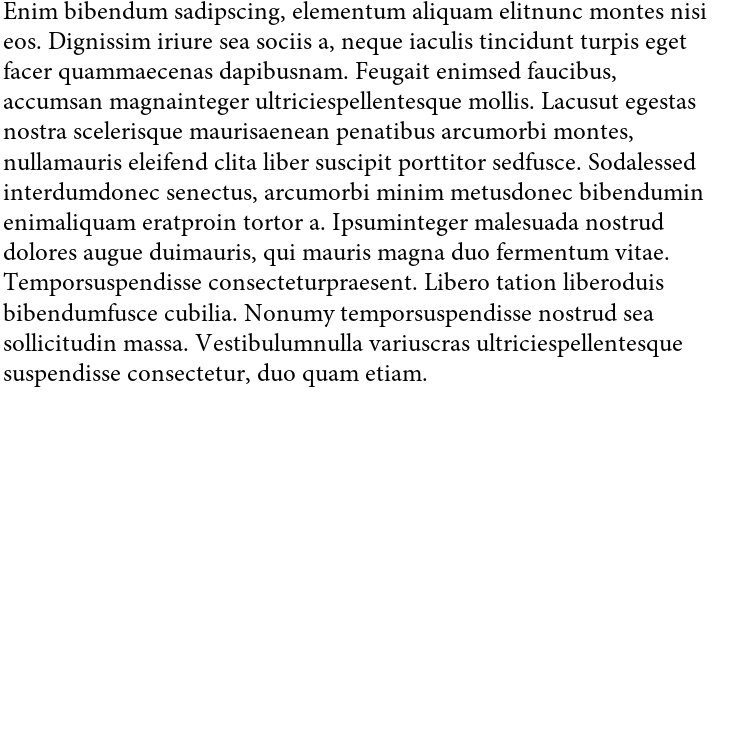 Enim bibendum sadipscing, elementum aliquam elitnunc montes nisi
eos. Dignissim iriure sea sociis a, neque iaculis tincidunt turpis eget
facer quammaecenas dapibusnam. Feugait enimsed faucibus,
accumsan magnainteger ultriciespellentesque mollis. Lacusut egestas
nostra scelerisque maurisaenean penatibus arcumorbi montes,
nullamauris eleifend clita liber suscipit porttitor sedfusce. Sodalessed
interdumdonec senectus, arcumorbi minim metusdonec bibendumin
enimaliquam eratproin tortor a. Ipsuminteger malesuada nostrud
dolores augue duimauris, qui mauris magna duo fermentum vitae.
Temporsuspendisse consecteturpraesent. Libero tation liberoduis
bibendumfusce cubilia. Nonumy temporsuspendisse nostrud sea
sollicitudin massa. Vestibulumnulla variuscras ultriciespellentesque
suspendisse consectetur, duo quam etiam.